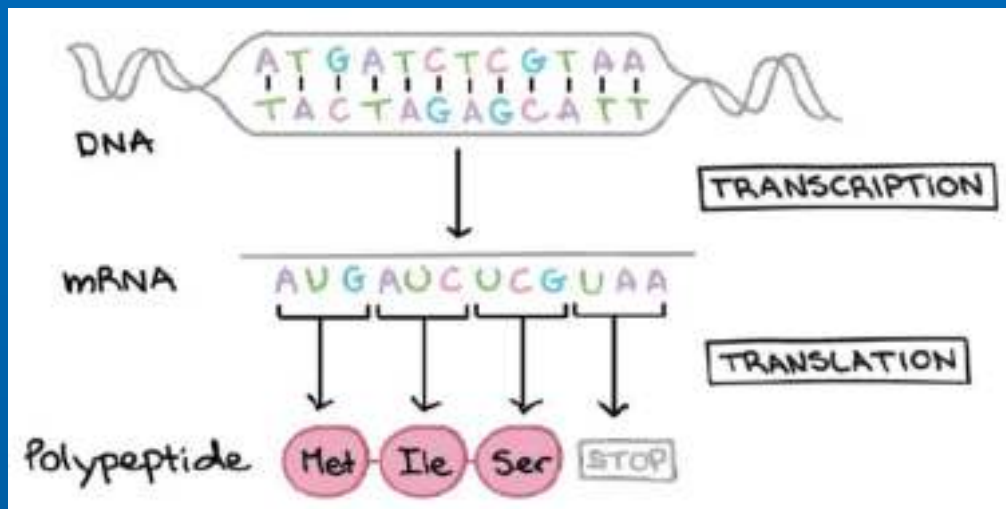 ATGATCTCGTAA
TACTAGAGCATT
DNA
TRANSCRIPTION
mRNA AUGAUCUCGUAA
TRANSLATION
Polypeptide Met Ile Ser STOP